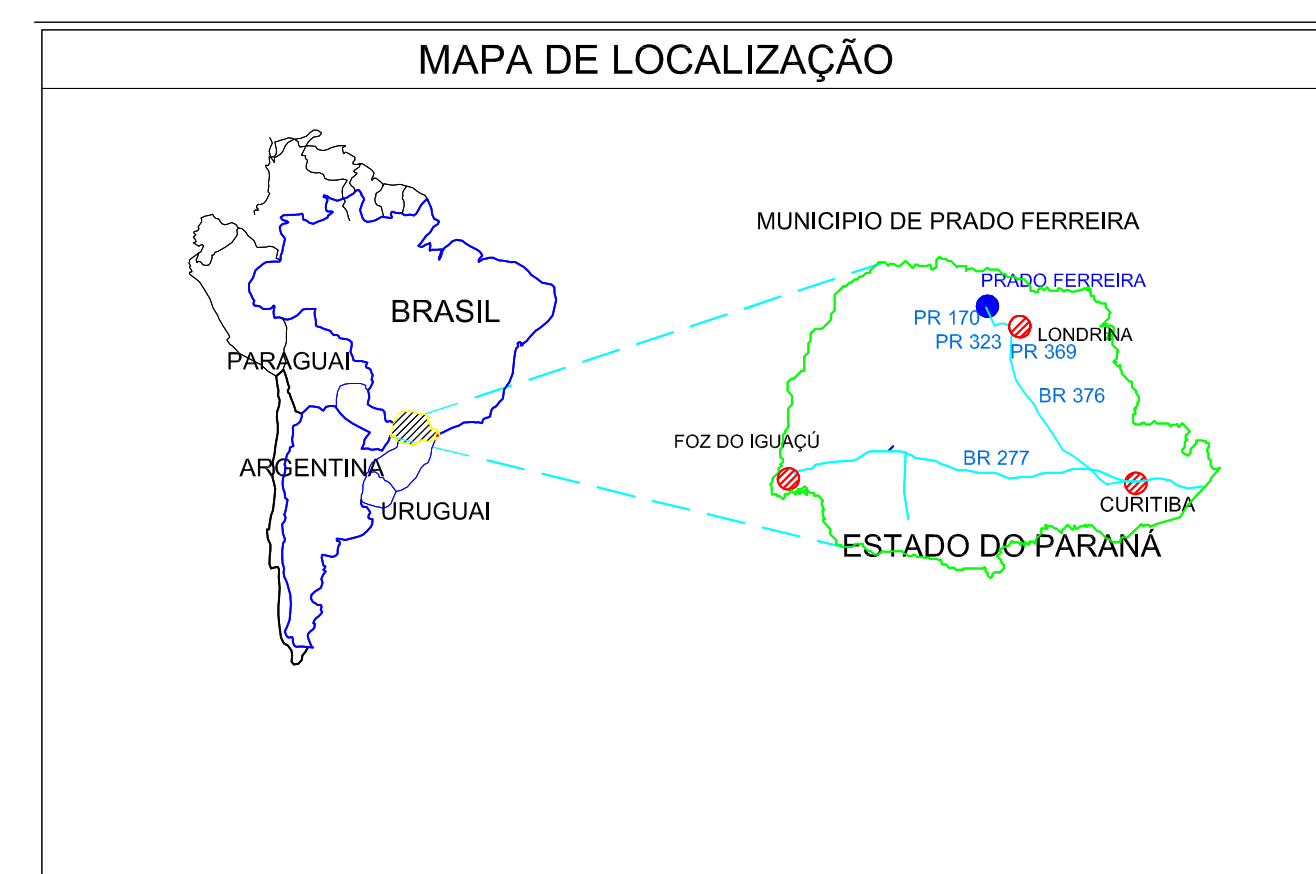 MAPA DE LOCALIZAÇÃO
MUNICIPIO DE PRADO FERREIRA
PRADO FERREIRA
BRASIL
PR 170
LONDRINA
PR 323
PR 369
PARAGUAI
BR 376
FOZ DO IGUAÇÚ
BR 277
ARGENTINA
CURITIBA
URUGUAI
ESTADO DO PARANÁ